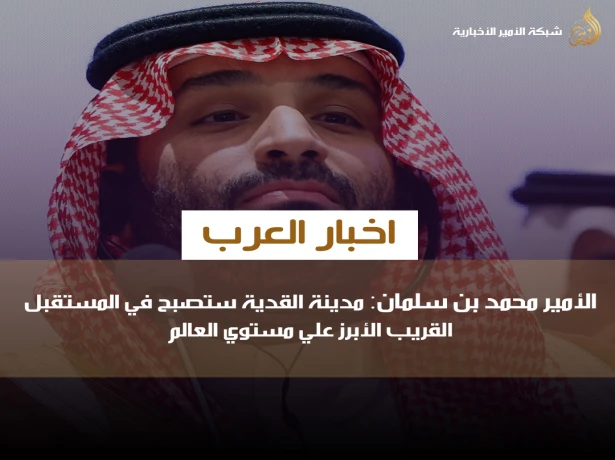 شبكة الأمير الأخبارية
اخبار العرب
الأمير محمد بن سلمان: مدينة القدية ستصبح في المستقبل
القريب الأبرز علي مستوي العالم